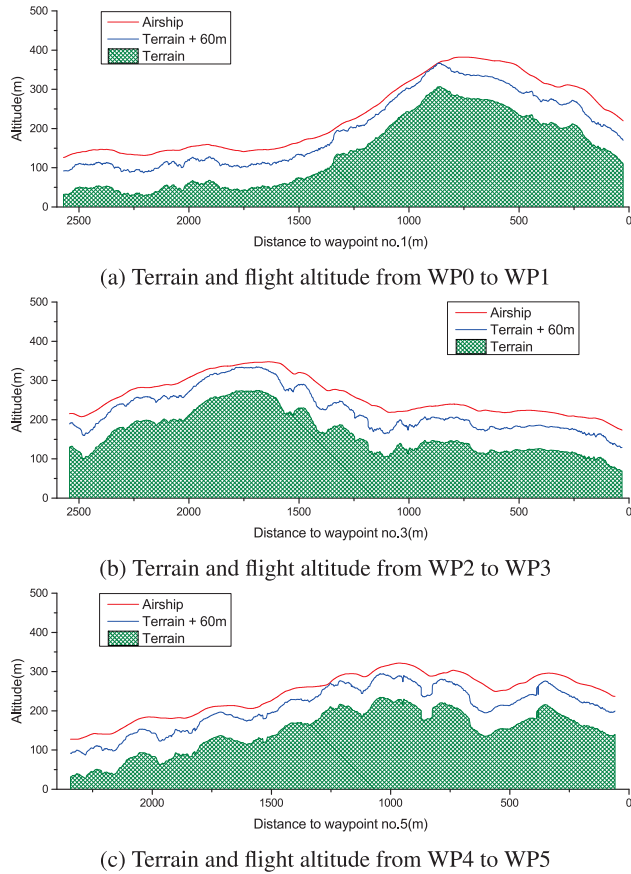 500
400
300
200
100
0
Altitude(m)
Airship
Terrain + 60m
Terrain
2500 2000 1500 1000 500 0
Distance to waypoint no.1(m)
(a) Terrain and flight altitude from WP0 to WP1
500
400
300
200
100
0
Altitude(m)
Airship
Terrain + 60m
Terrain
2500 2000 1500 1000 500 0
Distance to waypoint no.3(m)
(b) Terrain and flight altitude from WP2 to WP3
500
400
300
200
100
0
Altitude(m)
Airship
Terrain + 60m
Terrain
2000 1500 1000 500 0
Distance to waypoint no.5(m)
(c) Terrain and flight altitude from WP4 to WP5